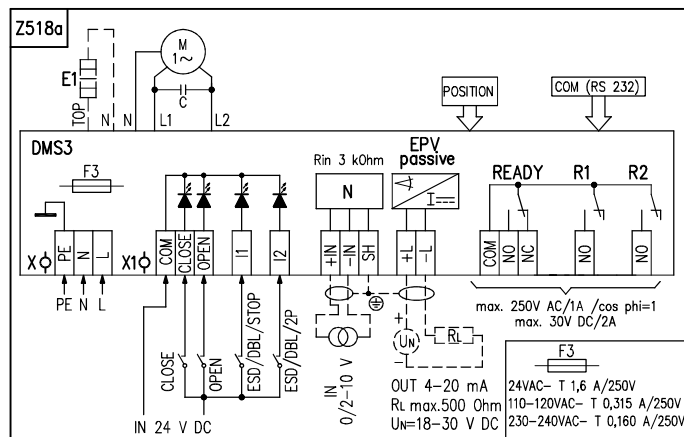 Z518a
M
1~
E1
TOP
N
N
L1
C
L2
POSITION
COM (RS 232)
DMS3
F3
Rin 3 kOhm
EPV
passive
READY
R1
R2
N
I
X
PE
N
L
X1
COM
CLOSE
OPEN
I1
I2
+IN
-IN
SH
+L
-L
COM
NO
NC
NO
NO
PE N L
CLOSE
OPEN
ESD/DBL/STOP
ESD/DBL/2P
IN 24 V DC
IN
0/2-10 V
+
UN
-
RL
OUT 4-20 mA
RL max.500 Ohm
UN=18-30 V DC
max. 250V AC/1A /cos phi=1
max. 30V DC/2A
F3
24VAC- T 1,6 A/250V
110-120VAC- T 0,315 A/250V
230-240VAC- T 0,160 A/250V